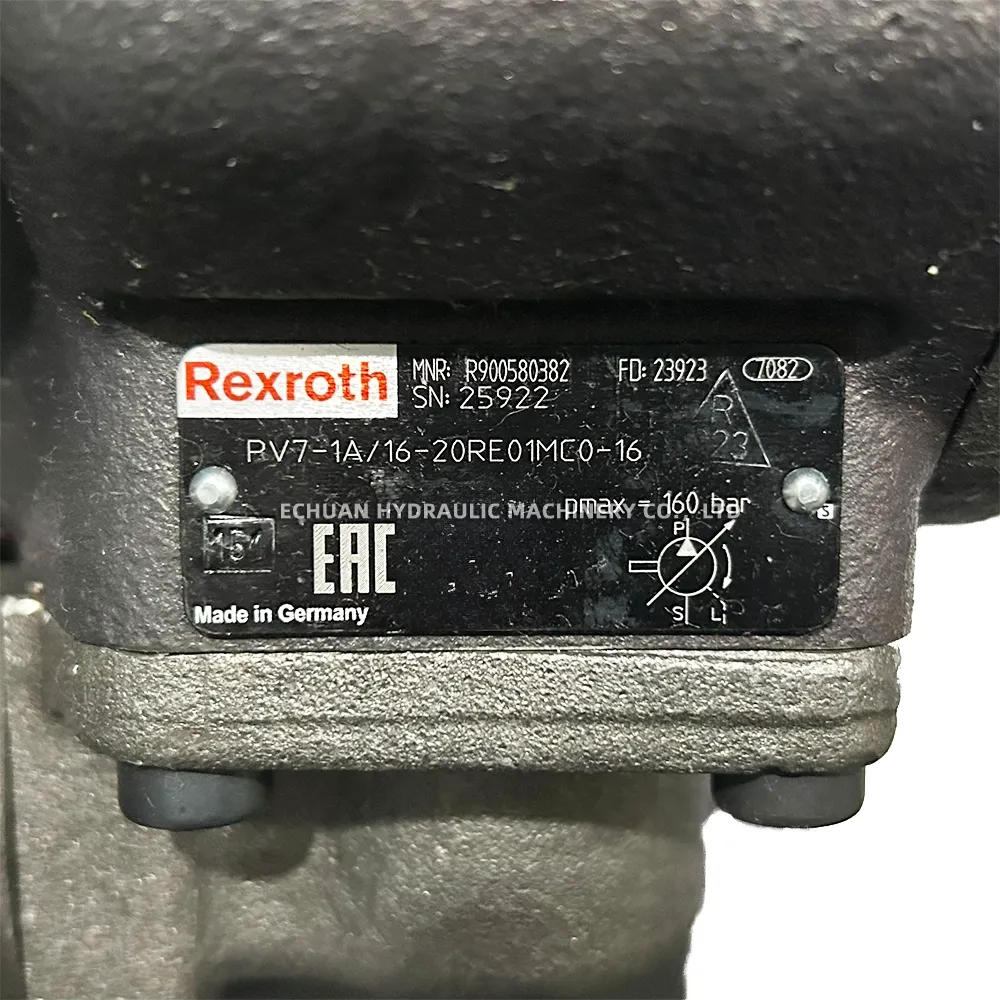 Rexroth
MNR: R900580382 FD: 23923 7082
SN: 25922
R
23
PV7-1A/16-20RE01MC0-16
pmax = 160 bar
ECHUAN HYDRAULIC MACHINERY CO., LTD
S
P
15Y
EAC
Made in Germany
S L